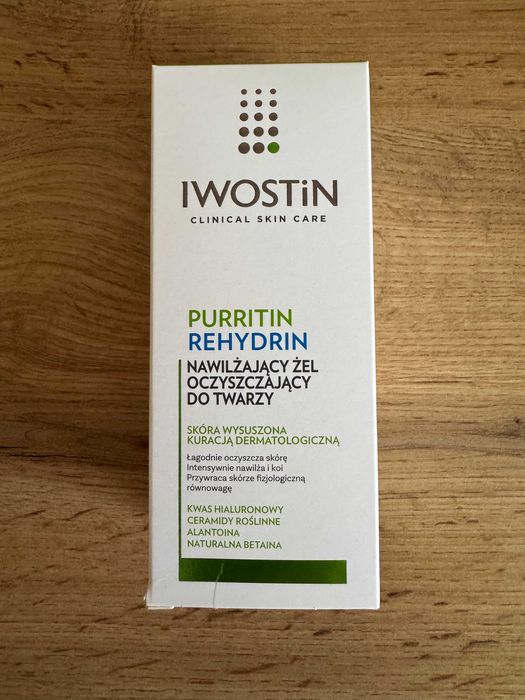 IWOSTiN
CLINICAL SKIN CARE
PURRITIN
REHYDRIN
NAWILŻAJĄCY ŻEL
OCZYSZCZAJĄCY
DO TWARZY
SKÓRA WYSUSZONA
KURACJĄ DERMATOLOGICZNĄ
Łagodnie oczyszcza skórę
Intensywnie nawilża i koi
Przywraca skórze fizjologiczną
równowagę
KWAS HIALURONOWY
CERAMIDY ROŚLINNE
ALANTOINA
NATURALNA BETAINA